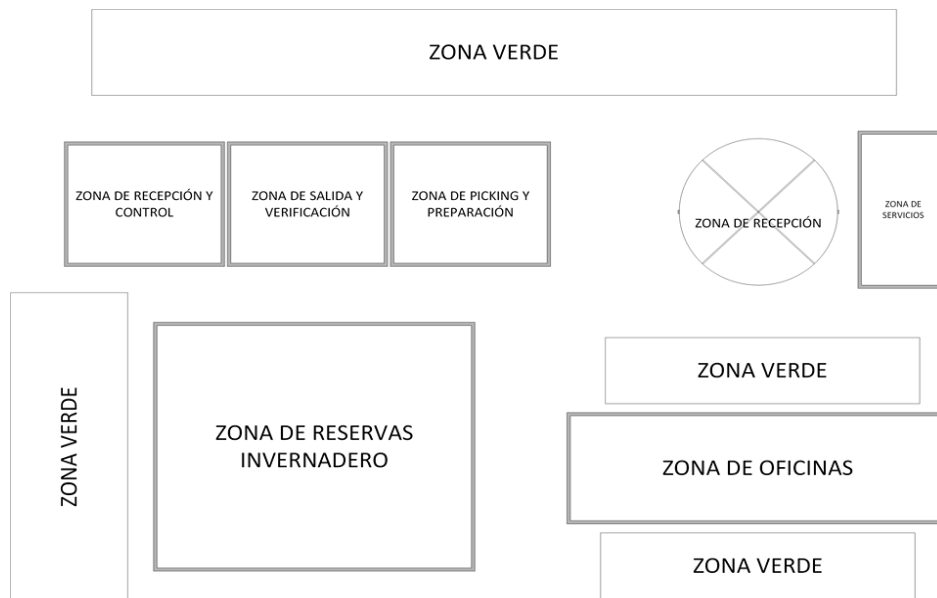 ZONA VERDE
ZONA DE RECEPCIÓN Y
CONTROL
ZONA DE SALIDA Y
VERIFICACIÓN
ZONA DE PICKING Y
PREPARACIÓN
ZONA DE RECEPCIÓN
ZONA DE
SERVICIOS
ZONA VERDE
ZONA DE RESERVAS
INVERNADERO
ZONA VERDE
ZONA DE OFICINAS
ZONA VERDE